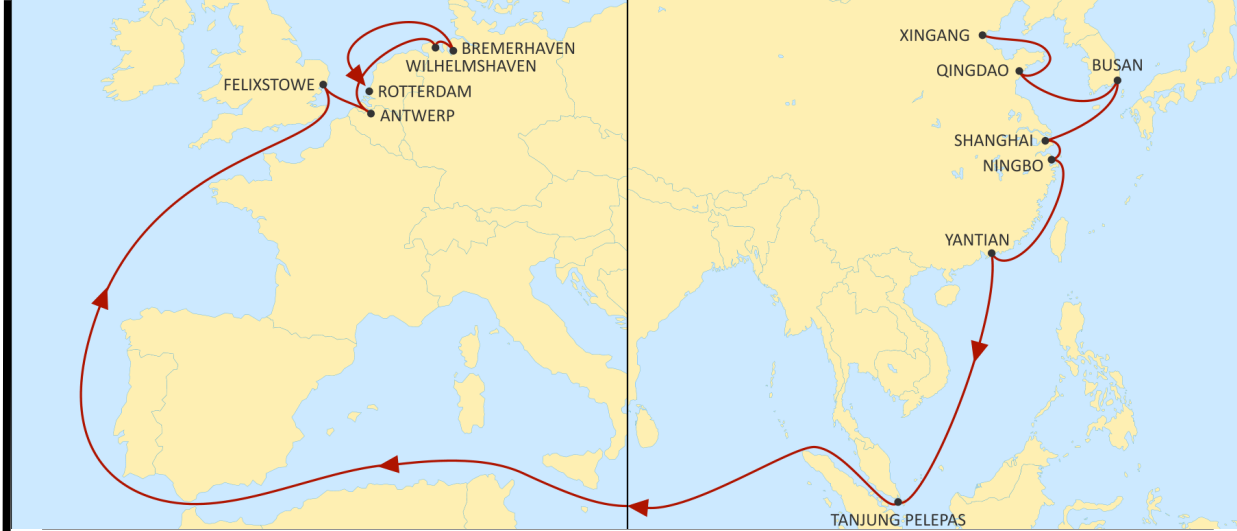 BREMERHAVEN
WILHELMSHAVEN
FELIXSTOWE
ROTTERDAM
ANTWERP
XINGANG
QINGDAO
BUSAN
SHANGHAI
NINGBO
YANTIAN
TANJUNG PELEPAS